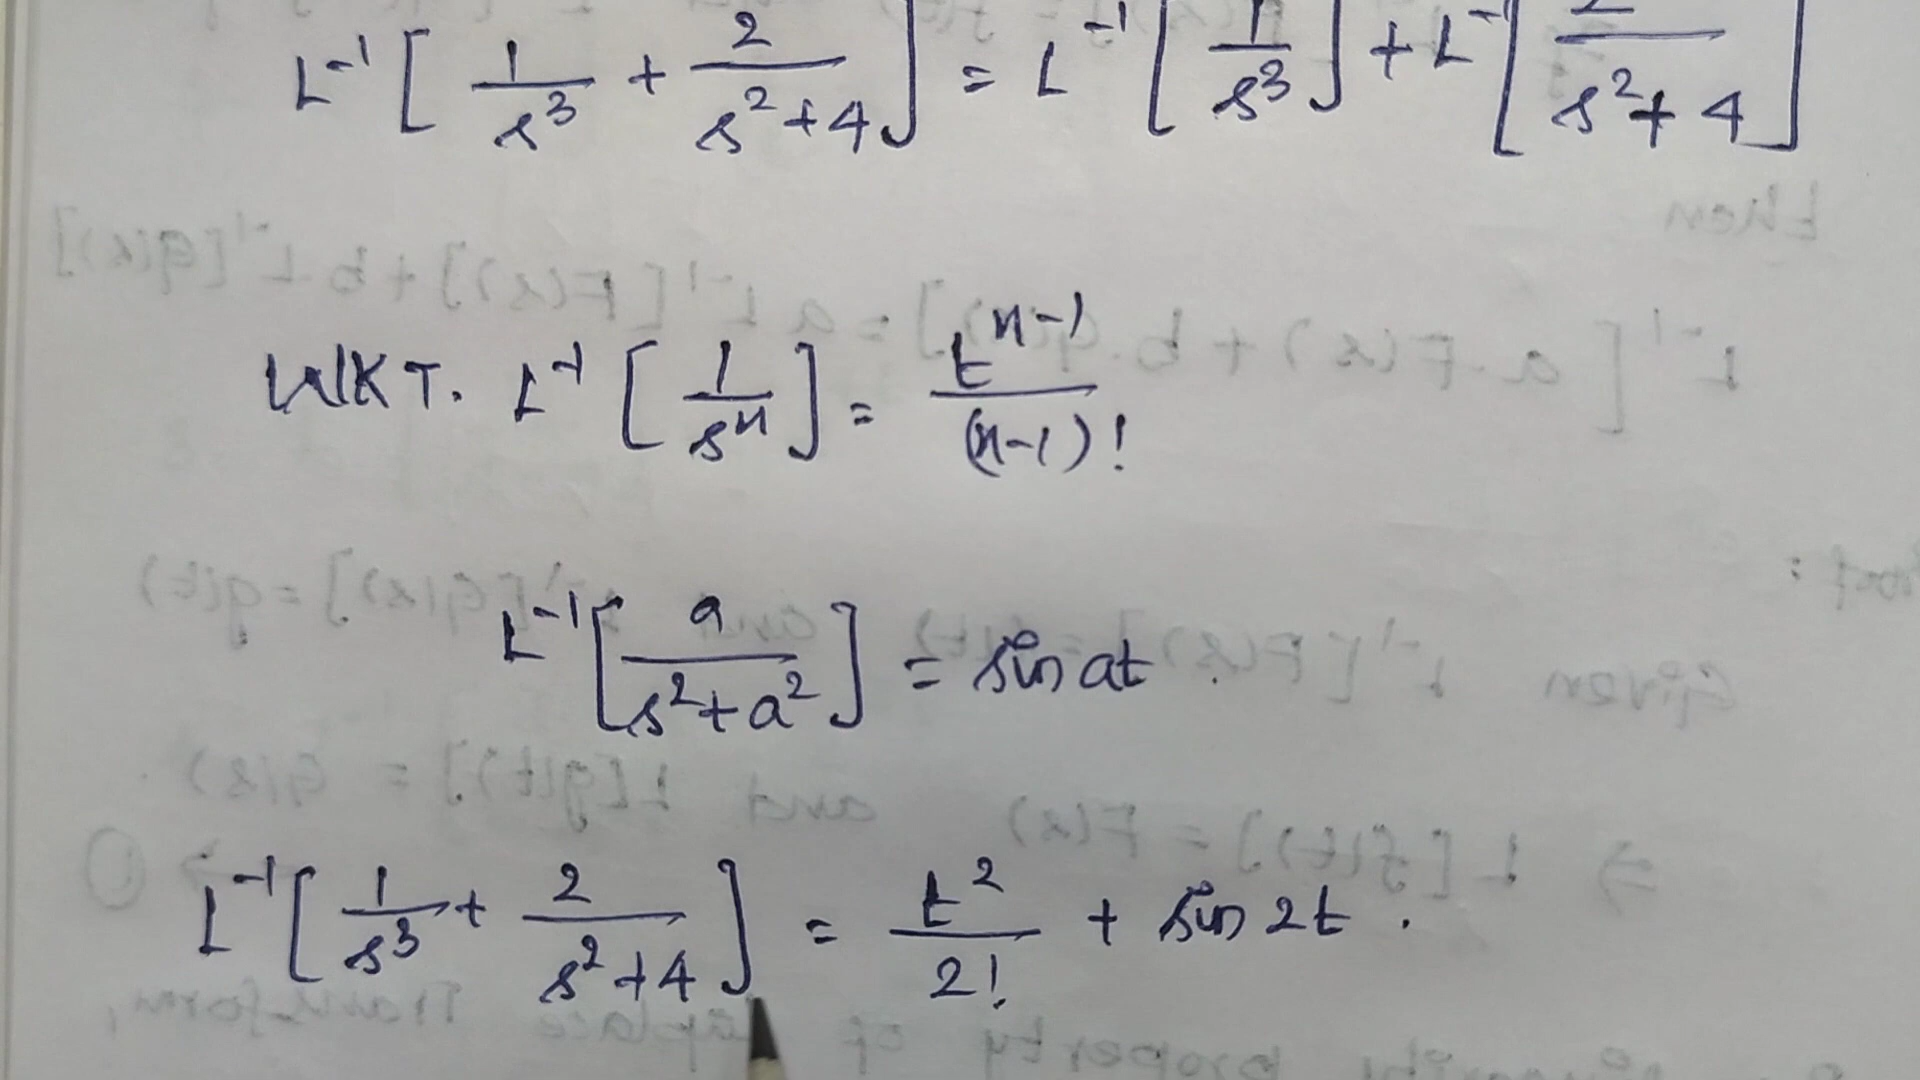 L⁻¹[1/s³ + 2/s²+4] = L⁻¹[1/s³] + L⁻¹[2/s²+4]
WKT. L⁻¹[1/sⁿ] = tⁿ⁻¹/(n-1)!
L⁻¹[a/s²+a²] = sin at.
L⁻¹[1/s³ + 2/s²+4] = t²/2! + sin 2t.